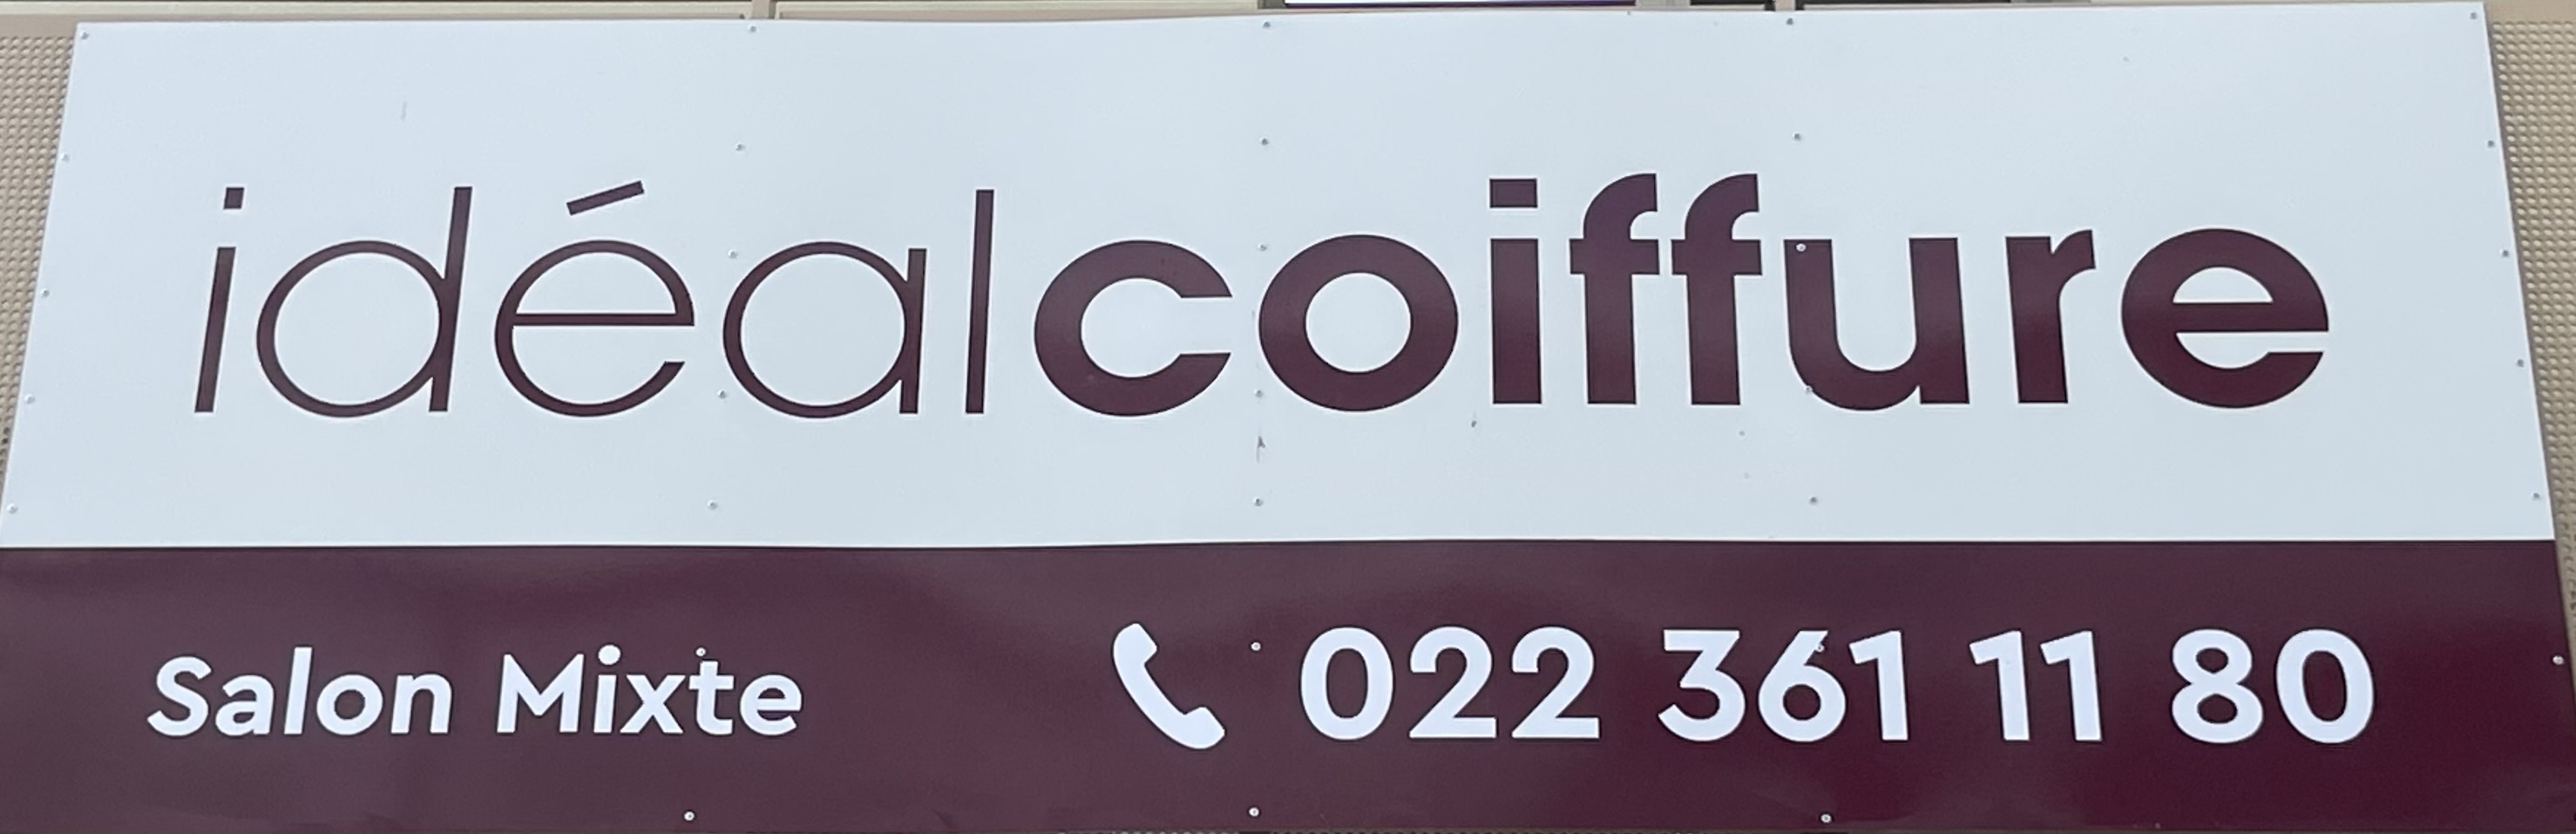 idéalcoiffure
Salon Mixte
022 361 11 80